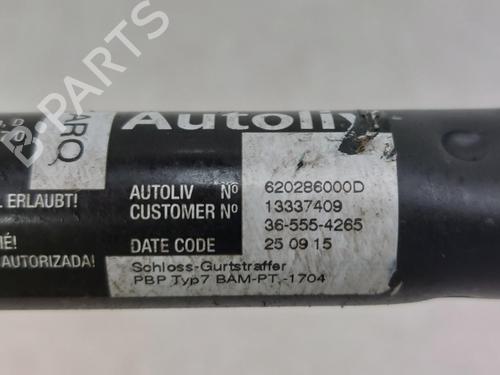 B-PARTS
Autoliv
ARQ
L ERLAUBT!
AUTOLIV Nº 620286000D
CUSTOMER Nº 13337409
36-555-4265
DATE CODE 25 09 15
AUTORIZADA!
Schloss-Gurtstraffer
PBP Typ7 BAM-PT.-1704